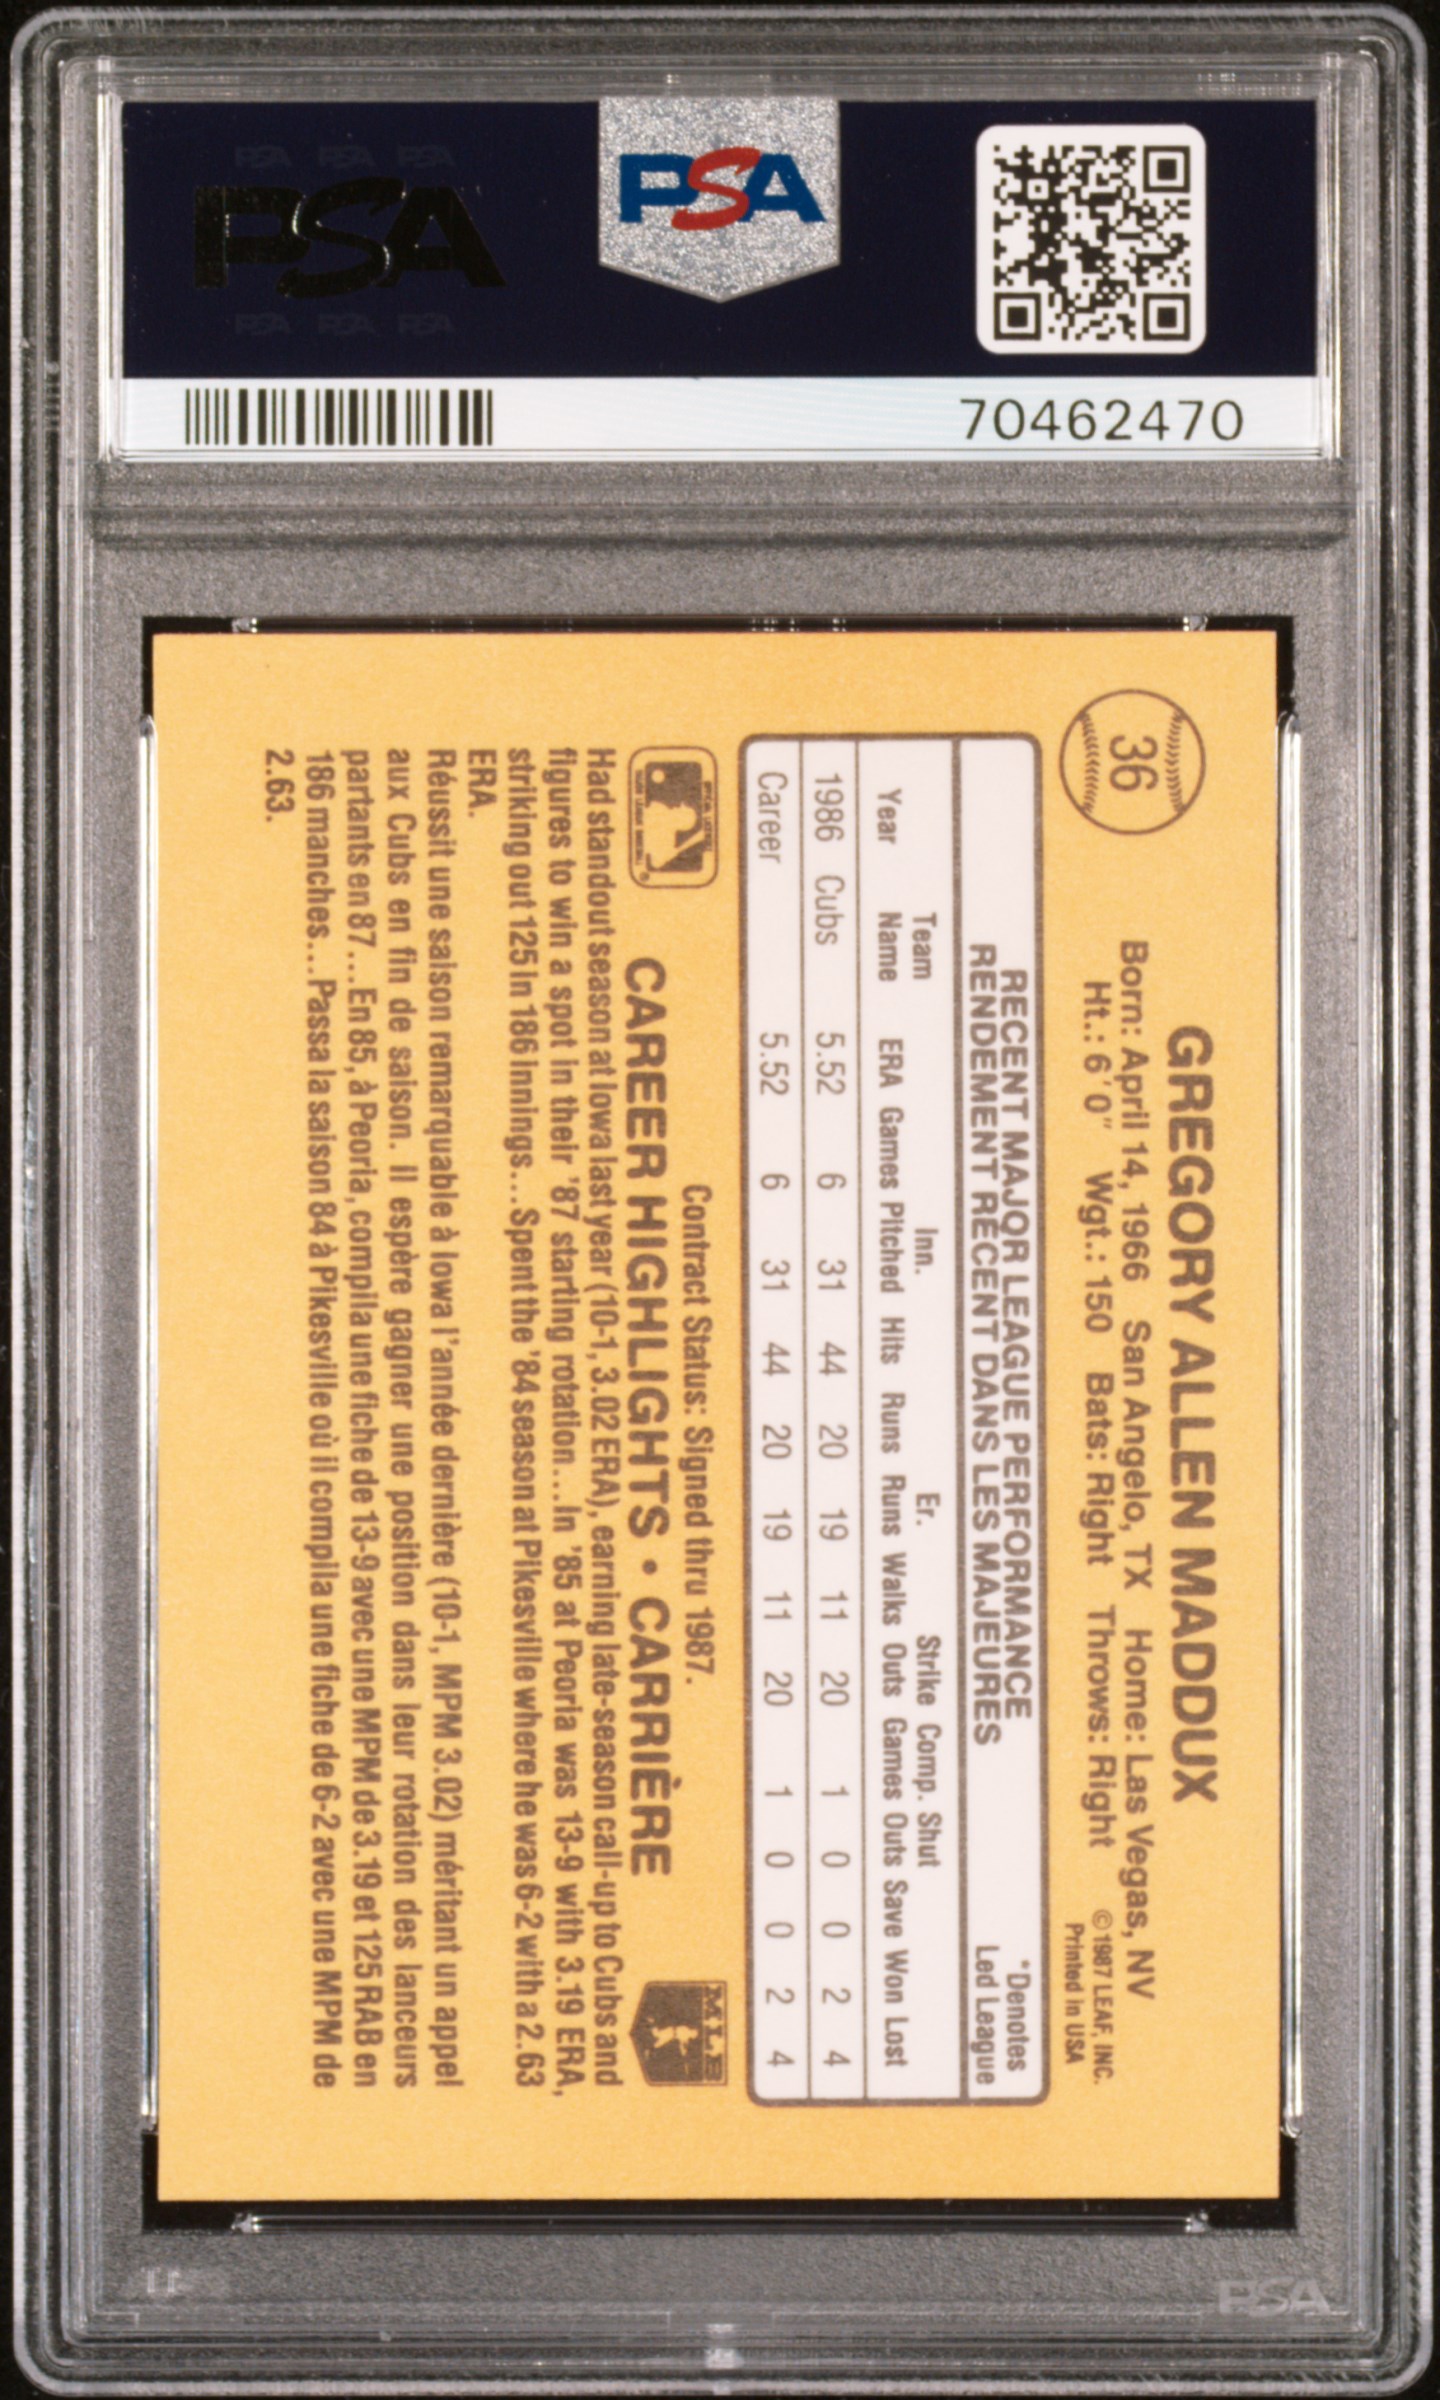 PSA PSA PSA
PSA
PSA PSA PSA
PSA
70462470
36
GREGORY ALLEN MADDUX
Born: April 14, 1966 San Angelo, TX Home: Las Vegas, NV
Ht.: 6'0" Wgt.: 150 Bats: Right Throws: Right
©1987 LEAF, INC.
Printed in USA
RECENT MAJOR LEAGUE PERFORMANCE
RENDEMENT RECENT DANS LES MAJEURES
*Denotes
Led League
Team Inn. Er. Strike Comp. Shut
Year Name ERA Games Pitched Hits Runs Runs Walks Outs Games Outs Save Won Lost
1986 Cubs 5.52 6 31 44 20 19 11 20 1 0 0 2 4
Career 5.52 6 31 44 20 19 11 20 1 0 0 2 4
Contract Status: Signed thru 1987.
CAREER HIGHLIGHTS • CARRIÈRE
MLB
Had standout season at Iowa last year (10-1, 3.02 ERA), earning late-season call-up to Cubs and
figures to win a spot in their '87 starting rotation...In '85 at Peoria was 13-9 with 3.19 ERA,
striking out 125 in 186 innings...Spent the '84 season at Pikesville where he was 6-2 with a 2.63
ERA.
Réussit une saison remarquable à Iowa l'année dernière (10-1, MPM 3.02) méritant un appel
aux Cubs en fin de saison. Il espère gagner une position dans leur rotation des lanceurs
partants en 87...En 85, à Peoria, compila une fiche de 13-9 avec une MPM de 3.19 et 125 RAB en
186 manches...Passa la saison 84 à Pikesville où il compila une fiche de 6-2 avec une MPM de
2.63.
PSA